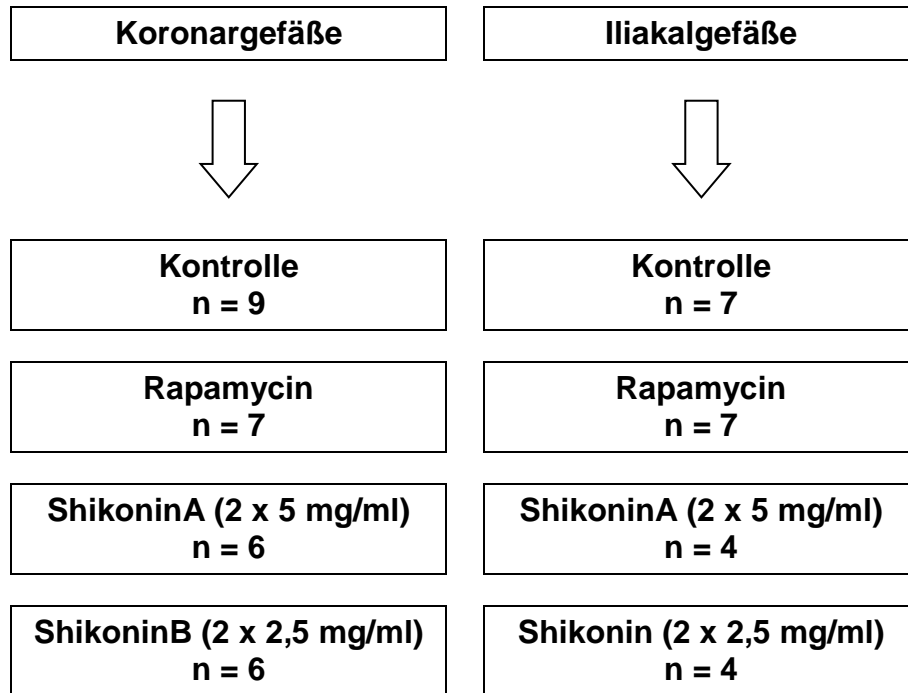 Koronargefäße
Kontrolle
n = 9
Rapamycin
n = 7
ShikoninA (2 x 5 mg/ml)
n = 6
ShikoninB (2 x 2,5 mg/ml)
n = 6
Iliakalgefäße
Kontrolle
n = 7
Rapamycin
n = 7
ShikoninA (2 x 5 mg/ml)
n = 4
Shikonin (2 x 2,5 mg/ml)
n = 4